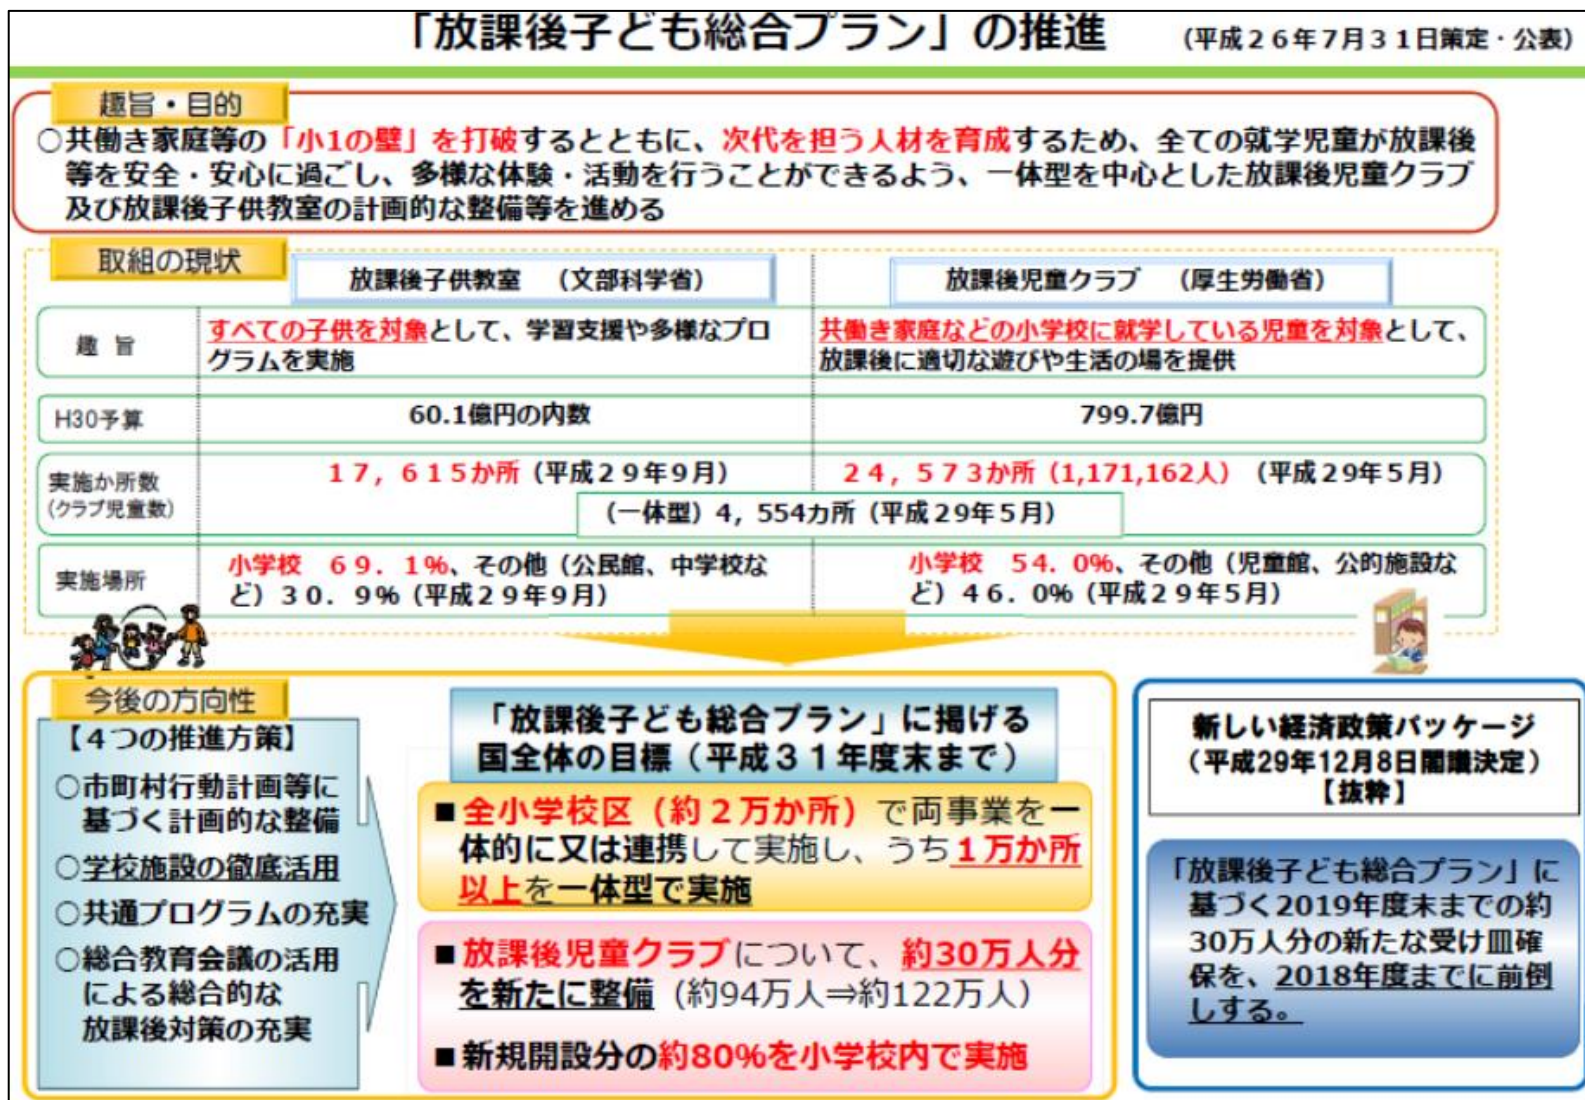 「放課後子ども総合プラン」の推進 （平成２６年７月３１日策定・公表）
趣旨・目的
○共働き家庭等の「小1の壁」を打破するとともに、次代を担う人材を育成するため、全ての就学児童が放課後
等を安全・安心に過ごし、多様な体験・活動を行うことができるよう、一体型を中心とした放課後児童クラブ
及び放課後子供教室の計画的な整備等を進める
取組の現状
放課後子供教室　（文部科学省）
放課後児童クラブ　（厚生労働省）
趣 旨
すべての子供を対象として、学習支援や多様なプロ
グラムを実施
共働き家庭などの小学校に就学している児童を対象として、
放課後に適切な遊びや生活の場を提供
H30予算
60.1億円の内数
799.7億円
実施か所数
（クラブ児童数）
１７，６１５か所（平成２９年９月）
２４，５７３か所（1,171,162人）（平成２９年５月）
（一体型）４，５５４カ所（平成２９年５月）
実施場所
小学校　６９．１％、その他（公民館、中学校な
ど）３０．９％（平成２９年９月）
小学校　５４．０％、その他（児童館、公的施設な
ど）４６．０％（平成２９年５月）
今後の方向性
【４つの推進方策】
○市町村行動計画等に
基づく計画的な整備
○学校施設の徹底活用
○共通プログラムの充実
○総合教育会議の活用
による総合的な
放課後対策の充実
「放課後子ども総合プラン」に掲げる
国全体の目標（平成３１年度末まで）
■全小学校区（約２万か所）で両事業を一
体的に又は連携して実施し、うち１万か所
以上を一体型で実施
■放課後児童クラブについて、約30万人分
を新たに整備（約94万人⇒約122万人）
■新規開設分の約80%を小学校内で実施
新しい経済政策パッケージ
（平成29年12月8日閣議決定）
【抜粋】
「放課後子ども総合プラン」に
基づく2019年度末までの約
30万人分の新たな受け皿確
保を、2018年度までに前倒
しする。